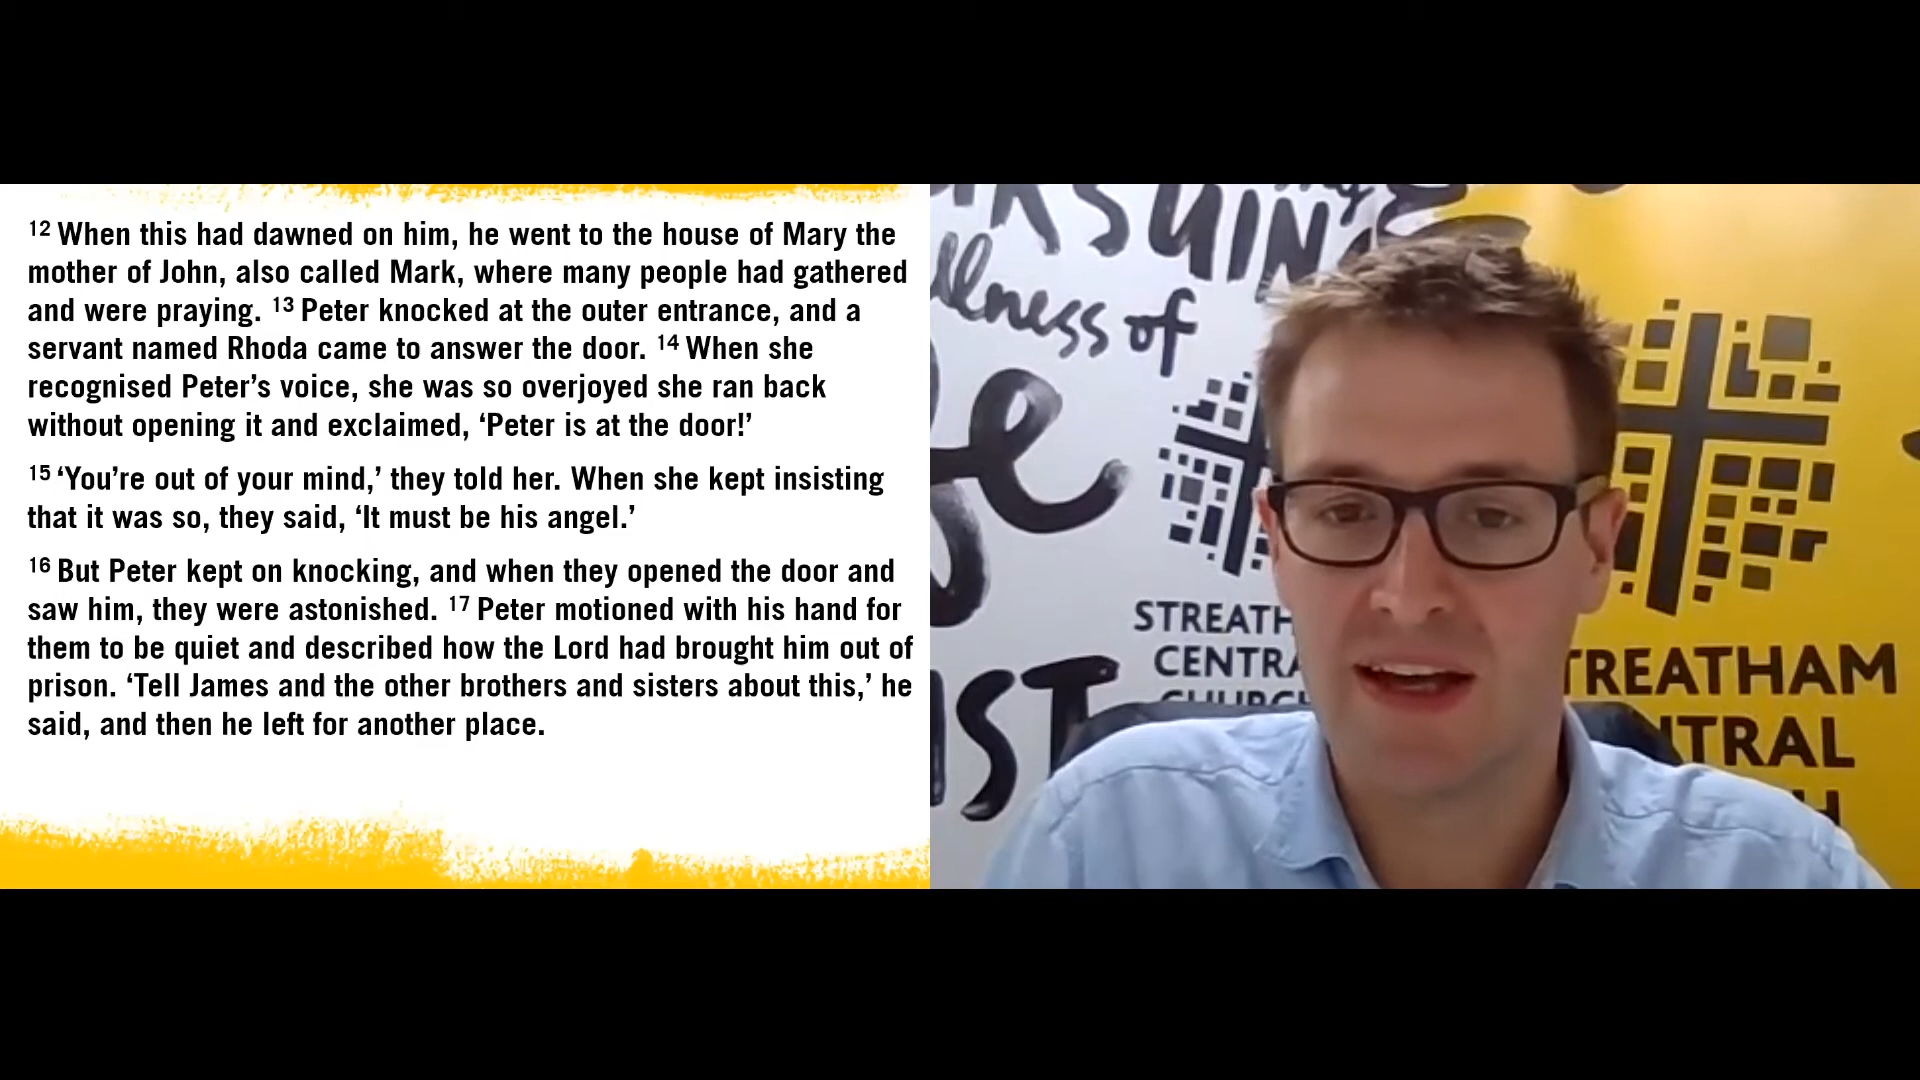 12 When this had dawned on him, he went to the house of Mary the
mother of John, also called Mark, where many people had gathered
and were praying. 13 Peter knocked at the outer entrance, and a
servant named Rhoda came to answer the door. 14 When she
recognised Peter’s voice, she was so overjoyed she ran back
without opening it and exclaimed, ‘Peter is at the door!’
15 ‘You’re out of your mind,’ they told her. When she kept insisting
that it was so, they said, ‘It must be his angel.’
16 But Peter kept on knocking, and when they opened the door and
saw him, they were astonished. 17 Peter motioned with his hand for
them to be quiet and described how the Lord had brought him out of
prison. ‘Tell James and the other brothers and sisters about this,’ he
said, and then he left for another place.
of
STREATH
CENTRA
CHURCH
TREATHAM
NTRAL